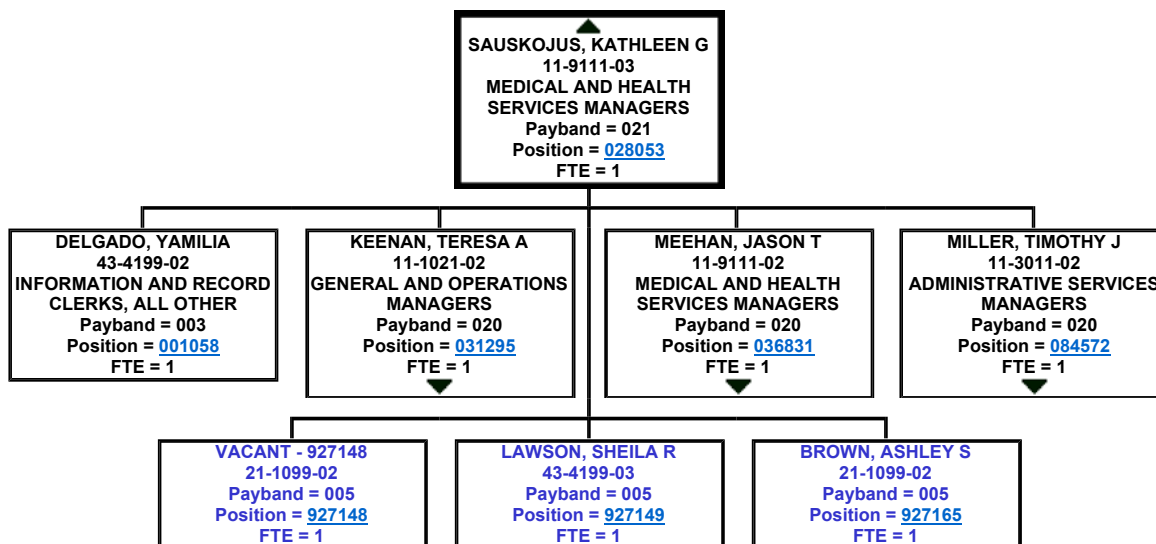 SAUSKOJUS, KATHLEEN G
11-9111-03
MEDICAL AND HEALTH
SERVICES MANAGERS
Payband = 021
Position = 028053
FTE = 1
DELGADO, YAMILIA
43-4199-02
INFORMATION AND RECORD
CLERKS, ALL OTHER
Payband = 003
Position = 001058
FTE = 1
KEENAN, TERESA A
11-1021-02
GENERAL AND OPERATIONS
MANAGERS
Payband = 020
Position = 031295
FTE = 1
MEEHAN, JASON T
11-9111-02
MEDICAL AND HEALTH
SERVICES MANAGERS
Payband = 020
Position = 036831
FTE = 1
MILLER, TIMOTHY J
11-3011-02
ADMINISTRATIVE SERVICES
MANAGERS
Payband = 020
Position = 084572
FTE = 1
VACANT - 927148
21-1099-02
Payband = 005
Position = 927148
FTE = 1
LAWSON, SHEILA R
43-4199-03
Payband = 005
Position = 927149
FTE = 1
BROWN, ASHLEY S
21-1099-02
Payband = 005
Position = 927165
FTE = 1